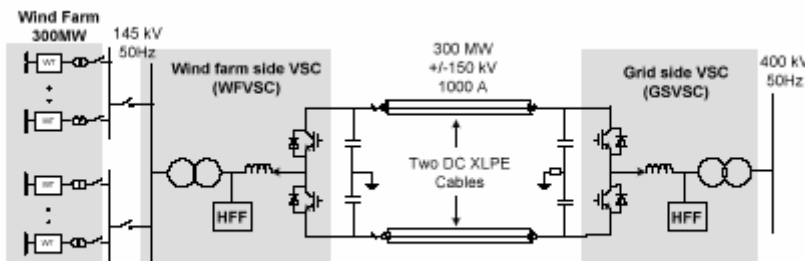 Wind Farm
300MW
145 kV
50Hz
Wind farm side VSC
(WFVSC)
300 MW
+/-150 kV
1000 A
Grid side VSC
(GSVSC)
400 kV
50Hz
WT
WT
WT
WT
Two DC XLPE
Cables
HFF
HFF